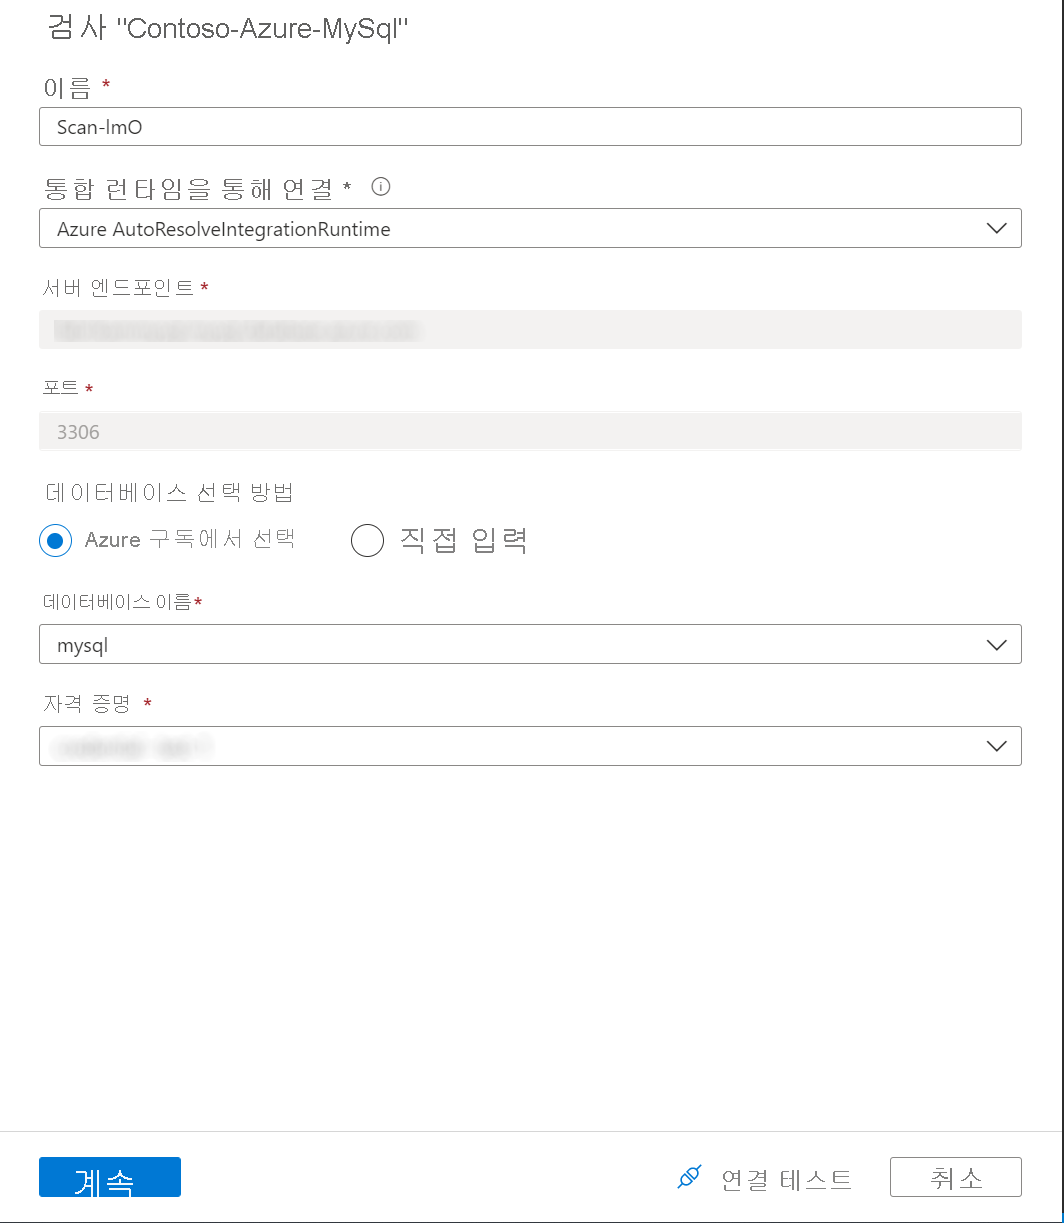 검사 "Contoso-Azure-MySql"
이름 *
Scan-lmO
통합 런타임을 통해 연결 *
Azure AutoResolveIntegrationRuntime
서버 엔드포인트 *
포트 *
3306
데이터베이스 선택 방법
Azure 구독에서 선택 직접 입력
데이터베이스 이름*
mysql
자격 증명 *
계속 연결 테스트 취소